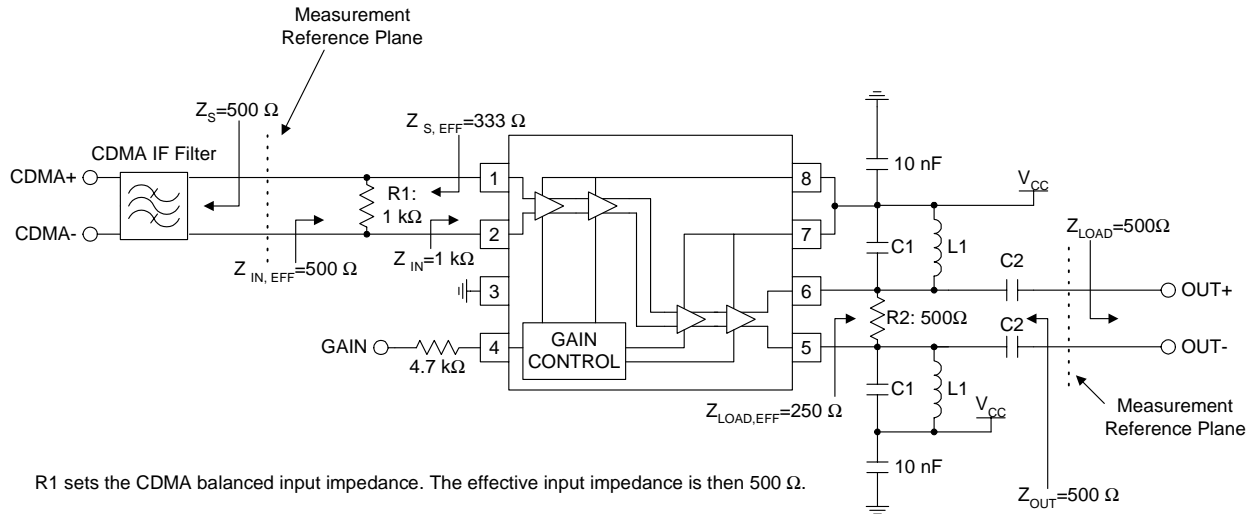 Measurement
Reference Plane
Z_S=500 Ω
Z_S, EFF=333 Ω
CDMA IF Filter
CDMA+
CDMA-
R1:
1 kΩ
Z_IN, EFF=500 Ω
Z_IN=1 kΩ
1
2
3
4
GAIN
4.7 kΩ
GAIN
CONTROL
8
7
6
5
10 nF
V_CC
C1
L1
Z_LOAD=500Ω
C2
OUT+
R2: 500Ω
C2
OUT-
Z_LOAD,EFF=250 Ω
C1
L1
V_CC
Measurement
Reference Plane
10 nF
Z_OUT=500 Ω
R1 sets the CDMA balanced input impedance. The effective input impedance is then 500 Ω.